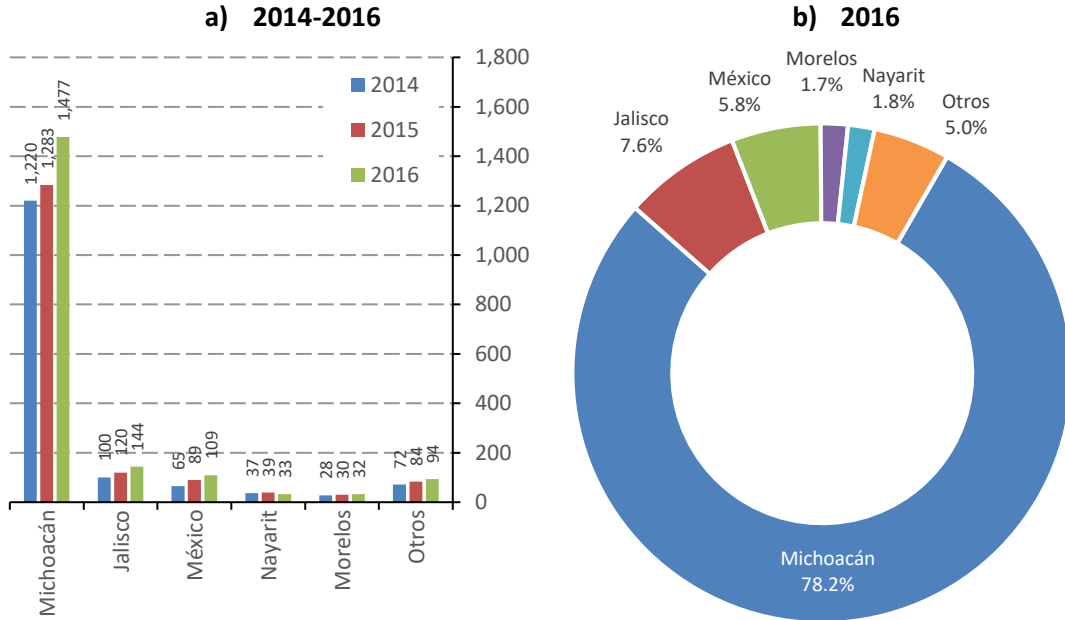 a) 2014-2016
1,800
1,600
1,400
1,200
1,000
800
600
400
200
0
2014
2015
2016
1,220
1,283
1,477
100
120
144
65
89
109
37
39
33
28
30
32
72
84
94
Michoacán
Jalisco
México
Nayarit
Morelos
Otros
b) 2016
Jalisco
7.6%
México
5.8%
Morelos
1.7%
Nayarit
1.8%
Otros
5.0%
Michoacán
78.2%